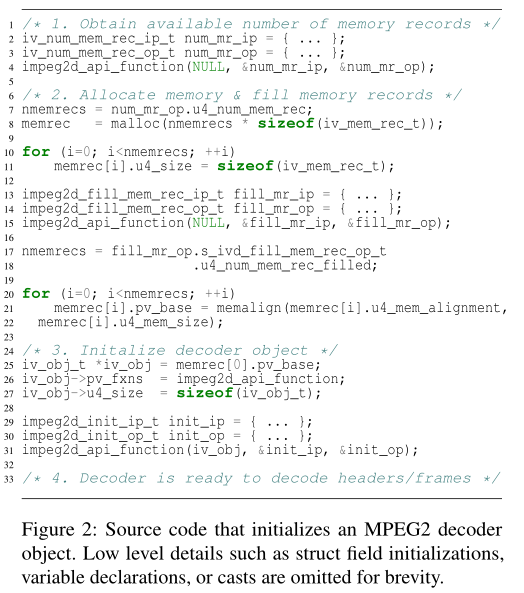 1 /* 1. Obtain available number of memory records */
2 iv_num_mem_rec_ip_t num_mr_ip = { ... };
3 iv_num_mem_rec_op_t num_mr_op = { ... };
4 impeg2d_api_function(NULL, &num_mr_ip, &num_mr_op);
5
6 /* 2. Allocate memory & fill memory records */
7 nmemrecs = num_mr_op.u4_num_mem_rec;
8 memrec   = malloc(nmemrecs * sizeof(iv_mem_rec_t));
9
10 for (i=0; i<nmemrecs; ++i)
11     memrec[i].u4_size = sizeof(iv_mem_rec_t);
12
13 impeg2d_fill_mem_rec_ip_t fill_mr_ip = { ... };
14 impeg2d_fill_mem_rec_op_t fill_mr_op = { ... };
15 impeg2d_api_function(NULL, &fill_mr_ip, &fill_mr_op);
16
17 nmemrecs = fill_mr_op.s_ivd_fill_mem_rec_op_t
18                     .u4_num_mem_rec_filled;
19
20 for (i=0; i<nmemrecs; ++i)
21     memrec[i].pv_base = memalign(memrec[i].u4_mem_alignment,
22   memrec[i].u4_mem_size);
23
24 /* 3. Initalize decoder object */
25 iv_obj_t *iv_obj = memrec[0].pv_base;
26 iv_obj->pv_fxns  = impeg2d_api_function;
27 iv_obj->u4_size  = sizeof(iv_obj_t);
28
29 impeg2d_init_ip_t init_ip = { ... };
30 impeg2d_init_op_t init_op = { ... };
31 impeg2d_api_function(iv_obj, &init_ip, &init_op);
32
33 /* 4. Decoder is ready to decode headers/frames */
Figure 2: Source code that initializes an MPEG2 decoder
object. Low level details such as struct field initializations,
variable declarations, or casts are omitted for brevity.